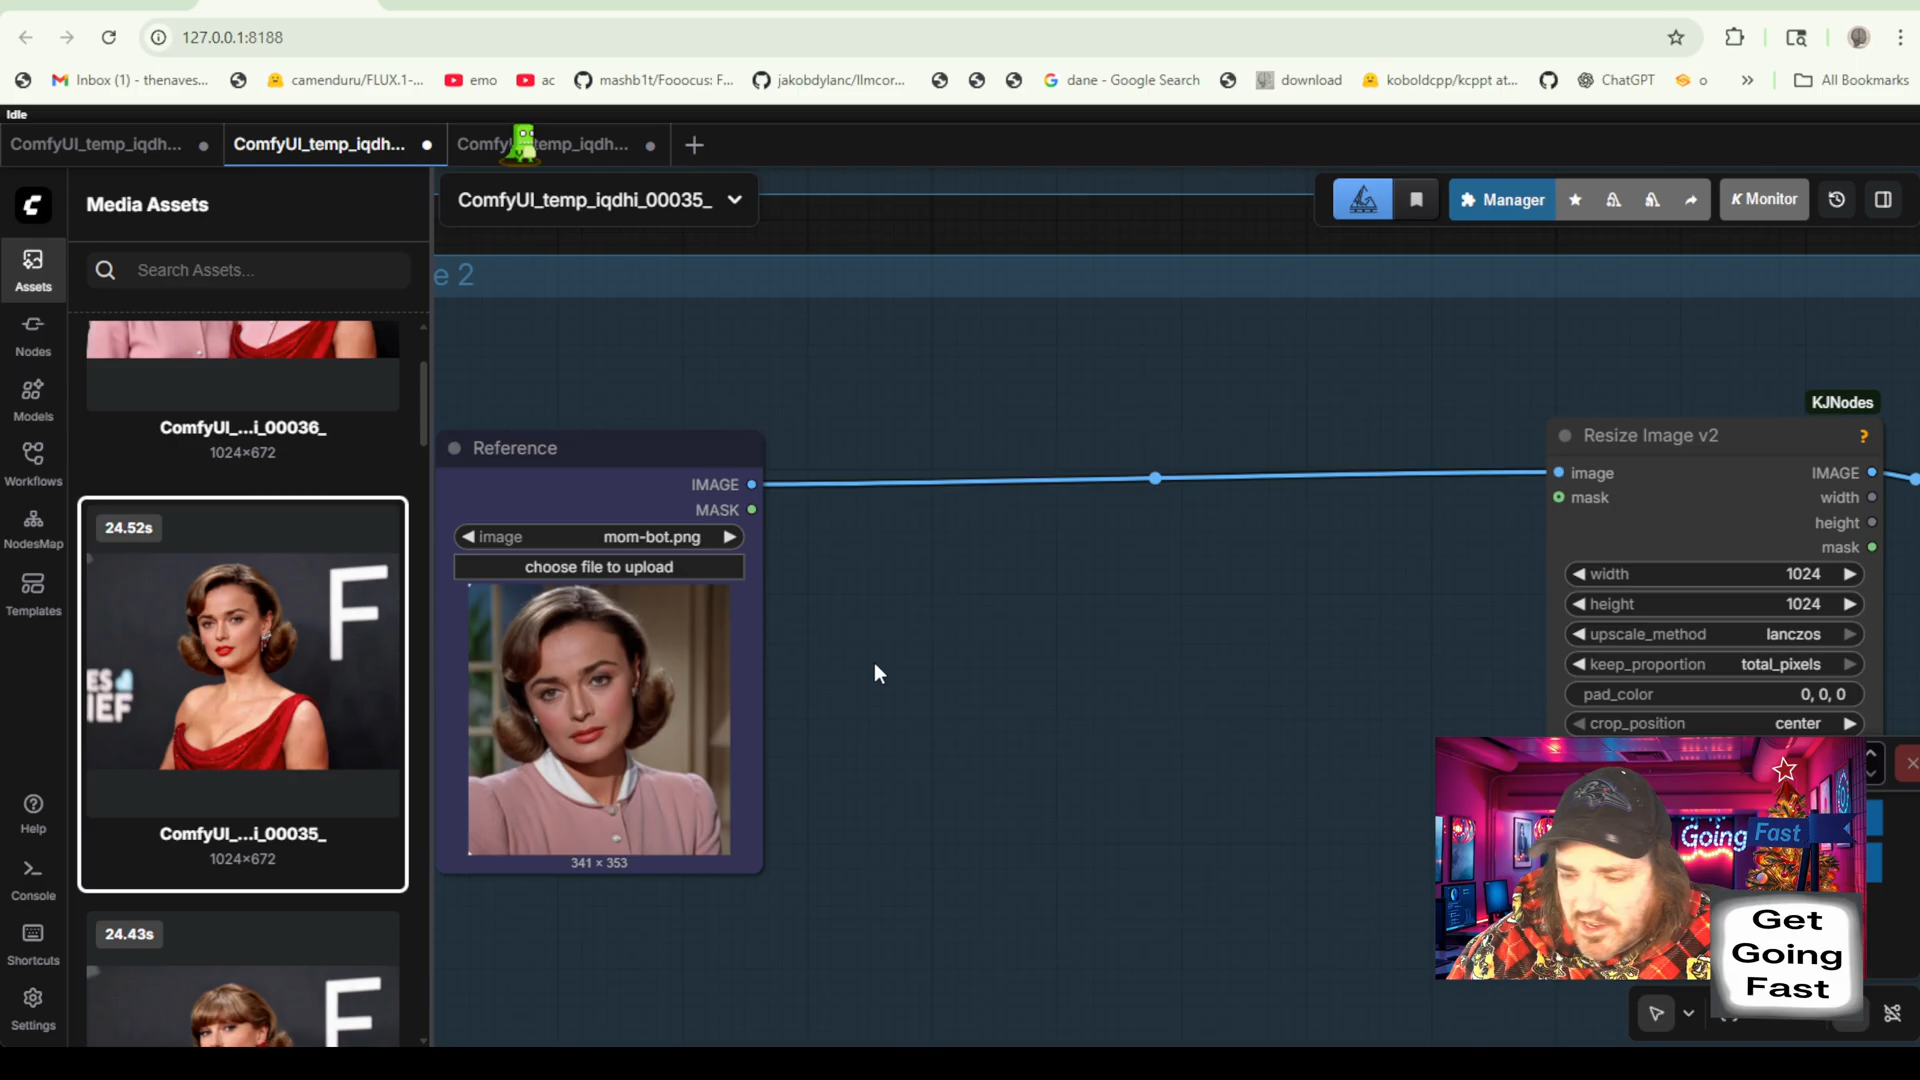 127.0.0.1:8188
Inbox (1) - thenaves...
camenduru/FLUX.1-...
emo
ac
mashb1t/Fooocus: F...
jakobdylanc/llmcor...
dane - Google Search
download
koboldcpp/kcppt at...
ChatGPT
o
All Bookmarks
Idle
ComfyUI_temp_iqdh...
ComfyUI_temp_iqdh...
Comfy
temp_iqdh...
Media Assets
ComfyUI_temp_iqdhi_00035_
Manager
K Monitor
Search Assets...
Assets
Nodes
Models
Workflows
NodesMap
Templates
Help
Console
Shortcuts
Settings
ComfyUI_...i_00036_
1024×672
24.52s
F
ES
IEF
ComfyUI_...i_00035_
1024×672
24.43s
F
e 2
Reference
IMAGE
MASK
image
mom-bot.png
choose file to upload
341 × 353
KJNodes
Resize Image v2
?
image
IMAGE
mask
width
height
mask
width
1024
height
1024
upscale_method
lanczos
keep_proportion
total_pixels
pad_color
0, 0, 0
crop_position
center
Going Fast
Get
Going
Fast